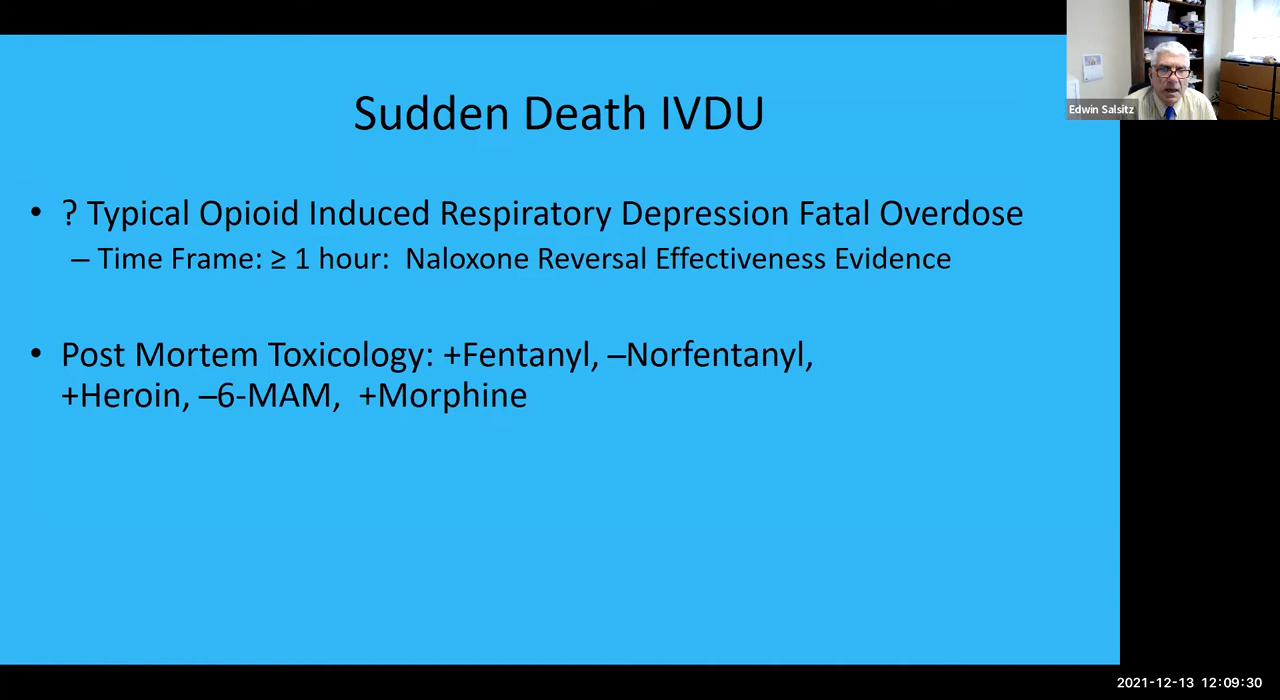 Sudden Death IVDU
• ? Typical Opioid Induced Respiratory Depression Fatal Overdose
– Time Frame: ≥ 1 hour:  Naloxone Reversal Effectiveness Evidence
• Post Mortem Toxicology: +Fentanyl, –Norfentanyl,
+Heroin, –6-MAM,  +Morphine
Edwin Salsitz
2021-12-13 12:09:30